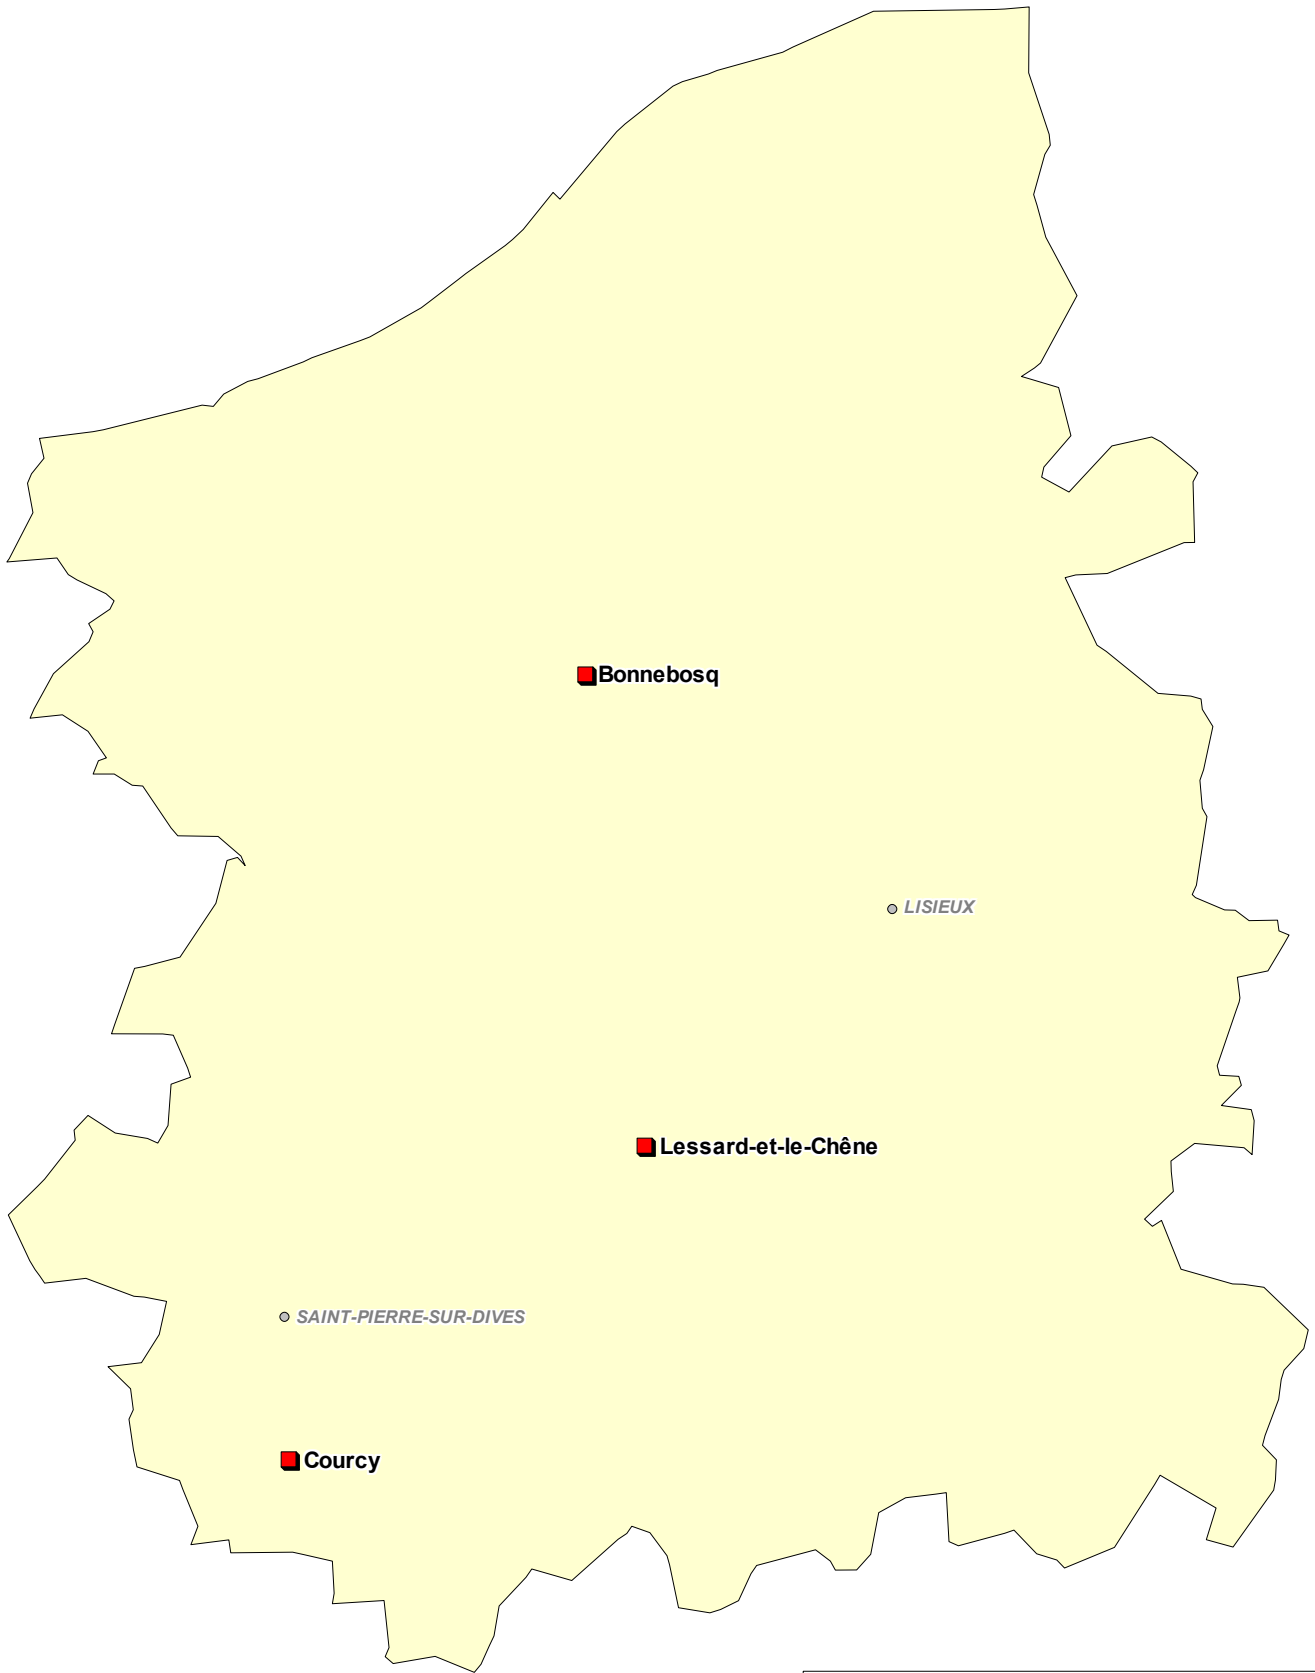 Bonnebosq
LISIEUX
Lessard-et-le-Chêne
SAINT-PIERRE-SUR-DIVES
Courcy